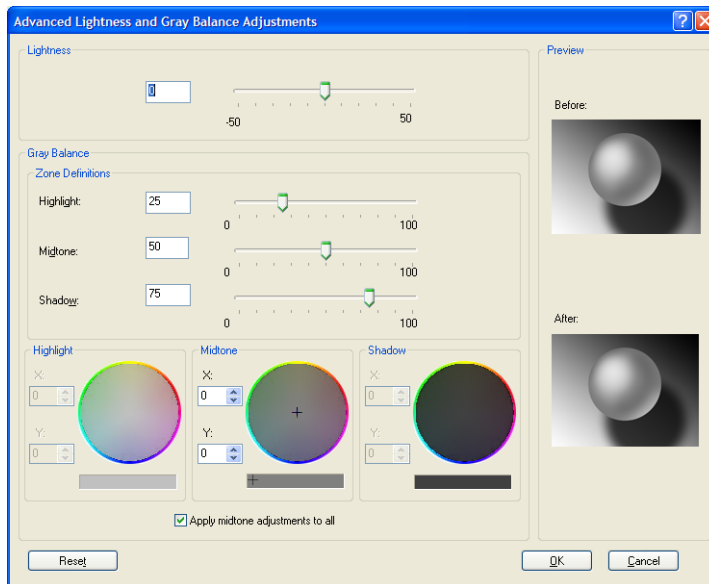 Advanced Lightness and Gray Balance Adjustments
Lightness
0
-50 50
Gray Balance
Zone Definitions
Highlight: 25
0 100
Midtone: 50
0 100
Shadow: 75
0 100
Highlight
X:
0
Y:
0
Midtone
X:
0
Y:
0
Shadow
X:
0
Y:
0
Apply midtone adjustments to all
Preview
Before:
After:
Reset
OK
Cancel